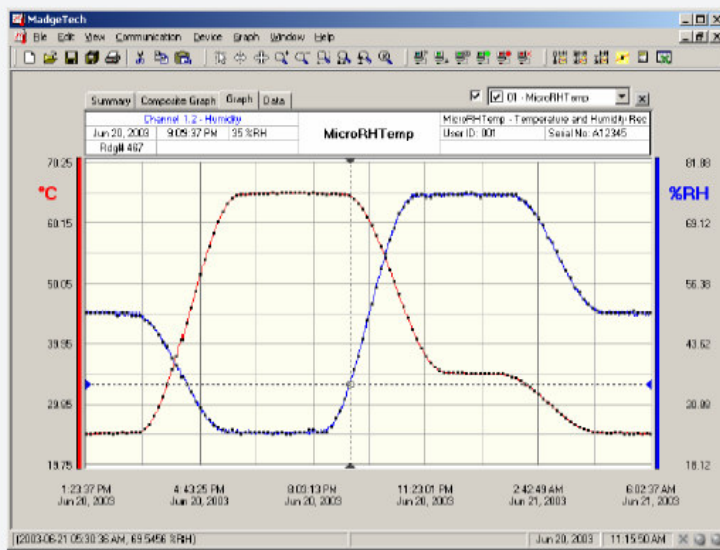 MadgeTech
File Edit View Communication Device Graph Window Help
Summary Composite Graph Graph Data
01 - MicroRHTemp
Channel 1.2 - Humidity
MicroRHTemp - Temperature and Humidity Rec
Jun 20, 2003 9:09:37 PM 35 %RH
MicroRHTemp
User ID: 001 Serial No: A12345
Rdg# 467
70.25 81.88
°C %RH
60.15 69.12
50.05 56.38
39.95 43.62
29.85 30.88
19.75 18.12
1:23:37 PM 4:43:25 PM 8:03:13 PM 11:23:01 PM 2:42:49 AM 6:02:37 AM
Jun 20, 2003 Jun 20, 2003 Jun 20, 2003 Jun 20, 2003 Jun 21, 2003 Jun 21, 2003
(2003-06-21 05:30:36 AM, 69.5456 %RH) Jun 20, 2003 11:15:50 AM